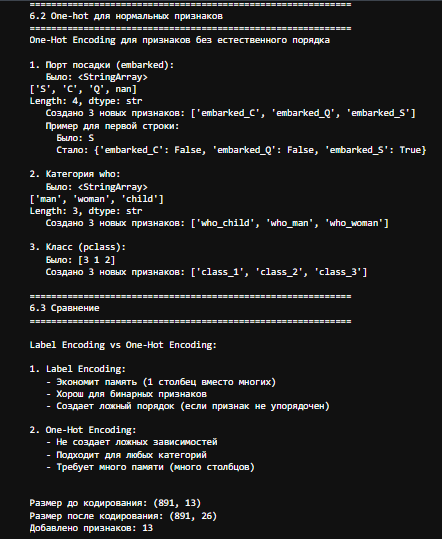 ============================================================
6.2 One-hot для нормальных признаков
============================================================
One-Hot Encoding для признаков без естественного порядка
1. Порт посадки (embarked):
Было: <StringArray>
['S', 'C', 'Q', nan]
Length: 4, dtype: str
Создано 3 новых признаков: ['embarked_C', 'embarked_Q', 'embarked_S']
Пример для первой строки:
Было: S
Стало: {'embarked_C': False, 'embarked_Q': False, 'embarked_S': True}
2. Категория who:
Было: <StringArray>
['man', 'woman', 'child']
Length: 3, dtype: str
Создано 3 новых признаков: ['who_child', 'who_man', 'who_woman']
3. Класс (pclass):
Было: [3 1 2]
Создано 3 новых признаков: ['class_1', 'class_2', 'class_3']
============================================================
6.3 Сравнение
============================================================
Label Encoding vs One-Hot Encoding:
1. Label Encoding:
- Экономит память (1 столбец вместо многих)
- Хорош для бинарных признаков
- Создает ложный порядок (если признак не упорядочен)
2. One-Hot Encoding:
- Не создает ложных зависимостей
- Подходит для любых категорий
- Требует много памяти (много столбцов)
Размер до кодирования: (891, 13)
Размер после кодирования: (891, 26)
Добавлено признаков: 13